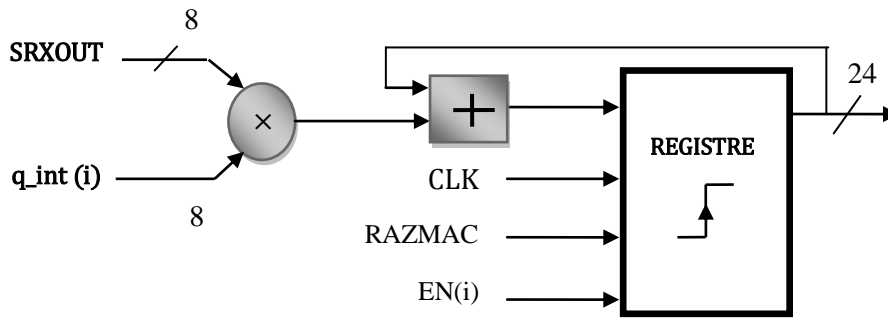 8
SRXOUT
24
×
+
REGISTRE
q_int (i)
8
CLK
RAZMAC
EN(i)